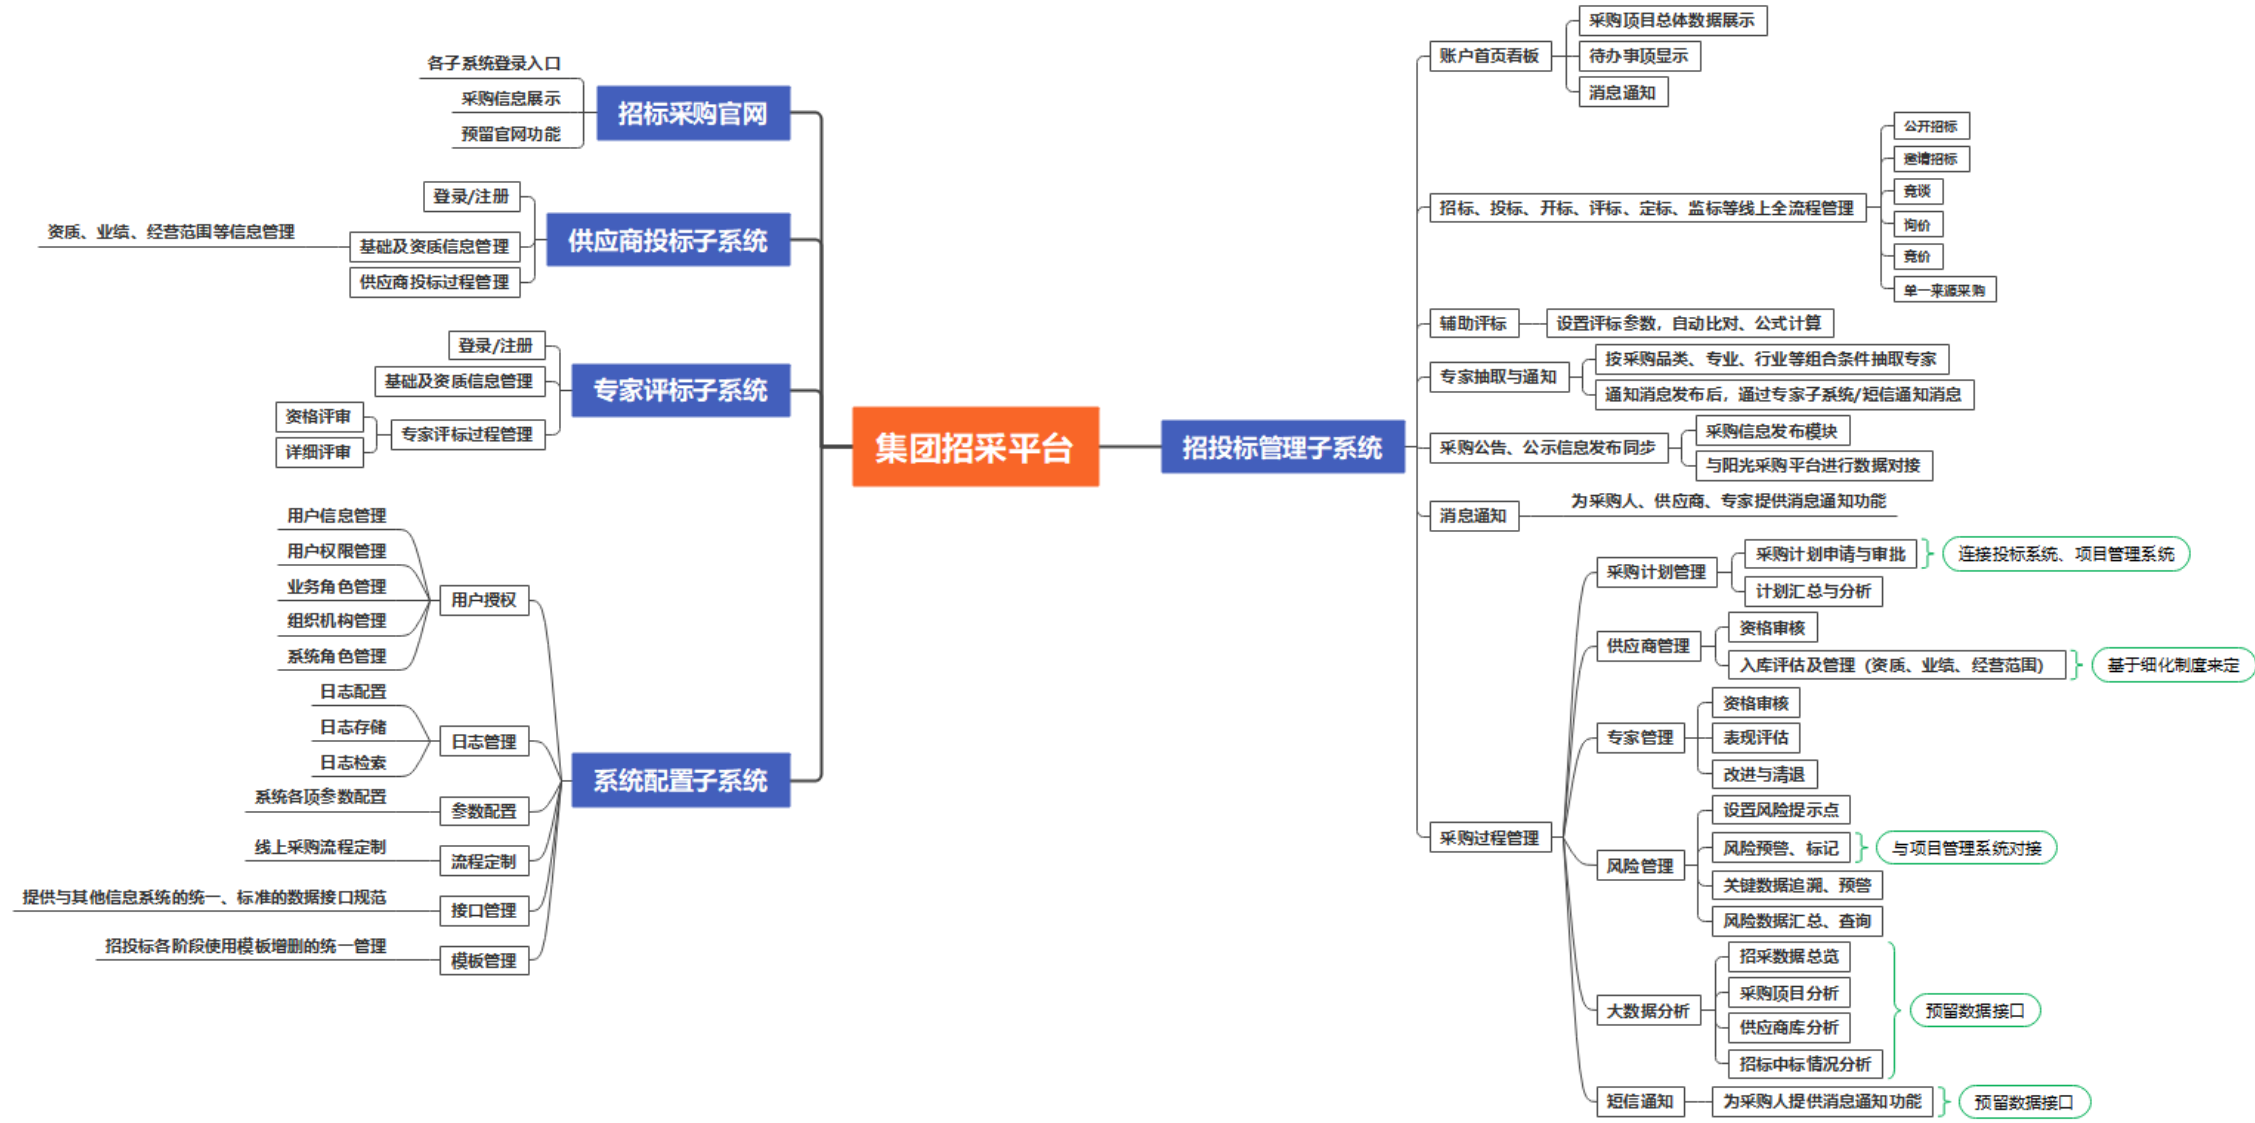 集团招采平台
招标采购官网
各子系统登录入口
采购信息展示
预留官网功能
供应商投标子系统
登录/注册
基础及资质信息管理
资质、业绩、经营范围等信息管理
供应商投标过程管理
专家评标子系统
登录/注册
基础及资质信息管理
专家评标过程管理
资格评审
详细评审
系统配置子系统
用户授权
用户信息管理
用户权限管理
业务角色管理
组织机构管理
系统角色管理
日志管理
日志配置
日志存储
日志检索
参数配置
系统各项参数配置
流程定制
线上采购流程定制
接口管理
提供与其他信息系统的统一、标准的数据接口规范
模板管理
招投标各阶段使用模板增删的统一管理
招投标管理子系统
账户首页看板
采购项目总体数据展示
待办事项显示
消息通知
招标、投标、开标、评标、定标、监标等线上全流程管理
公开招标
邀请招标
竞谈
询价
竞价
单一来源采购
辅助评标
设置评标参数，自动比对、公式计算
专家抽取与通知
按采购品类、专业、行业等组合条件抽取专家
通知消息发布后，通过专家子系统/短信通知消息
采购公告、公示信息发布同步
采购信息发布模块
与阳光采购平台进行数据对接
消息通知
为采购人、供应商、专家提供消息通知功能
采购过程管理
采购计划管理
采购计划申请与审批
连接投标系统、项目管理系统
计划汇总与分析
供应商管理
资格审核
入库评估及管理（资质、业绩、经营范围）
基于细化制度来定
专家管理
资格审核
表现评估
改进与清退
风险管理
设置风险提示点
风险预警、标记
与项目管理系统对接
关键数据追溯、预警
风险数据汇总、查询
大数据分析
招采数据总览
采购项目分析
供应商库分析
招标中标情况分析
预留数据接口
短信通知
为采购人提供消息通知功能
预留数据接口